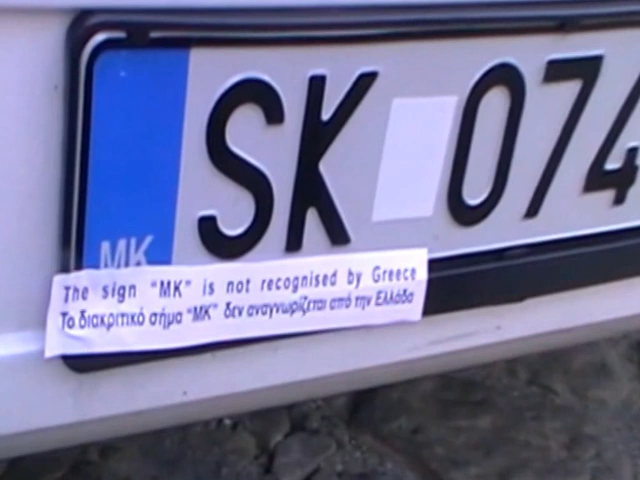 SK 074
MK
The sign "MK" is not recognised by Greece
Το διακριτικό σήμα "ΜΚ" δεν αναγνωρίζεται από την Ελλάδα